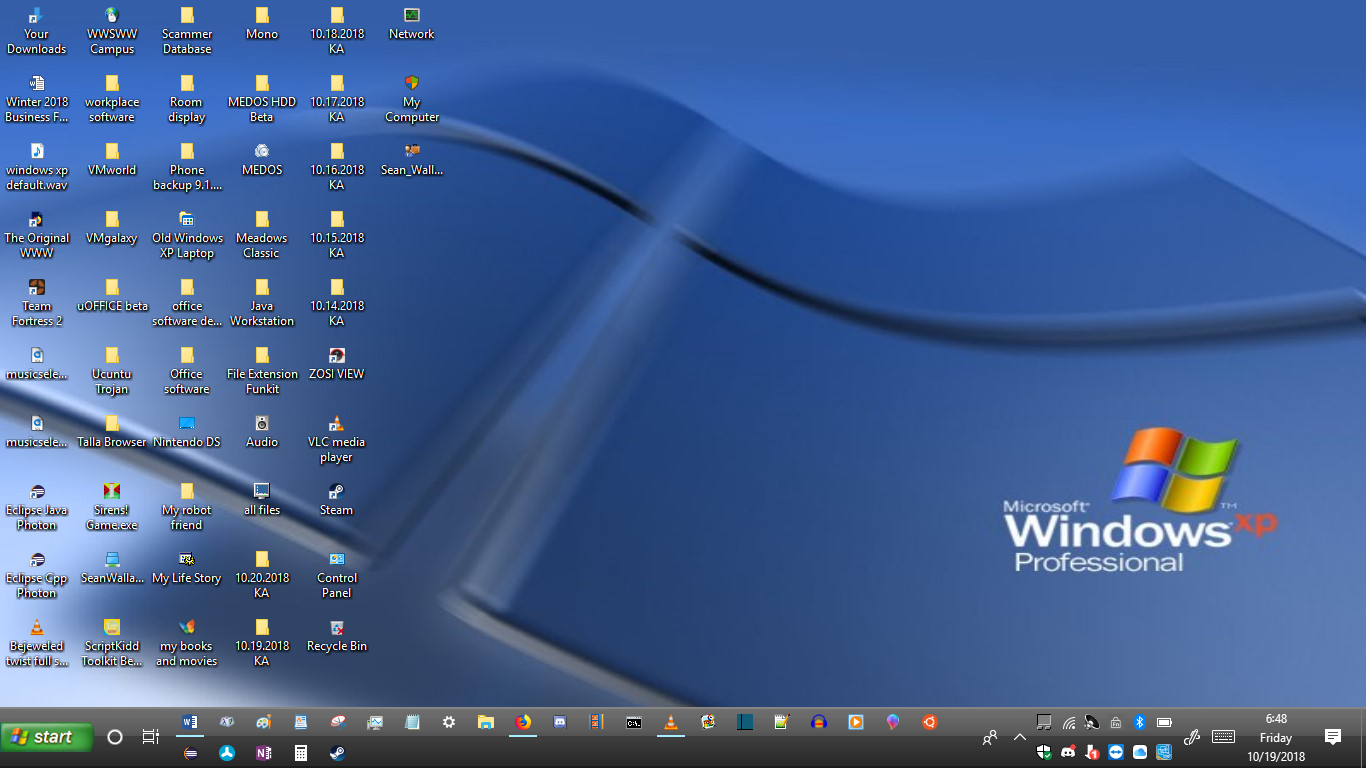 Your
Downloads
WWSWW
Campus
Scammer
Database
Mono
10.18.2018
KA
Network
Winter 2018
Business F...
workplace
software
Room
display
MEDOS HDD
Beta
10.17.2018
KA
My
Computer
windows xp
default.wav
VMworld
Phone
backup 9.1....
MEDOS
10.16.2018
KA
Sean_Wall...
The Original
WWW
VMgalaxy
Old Windows
XP Laptop
Meadows
Classic
10.15.2018
KA
Team
Fortress 2
uOFFICE beta
office
software de...
Java
Workstation
10.14.2018
KA
musicsele...
Ucuntu
Trojan
Office
software
File Extension
Funkit
ZOSI VIEW
musicsele...
Talla Browser
Nintendo DS
Audio
VLC media
player
Eclipse Java
Photon
Sirens!
Game.exe
My robot
friend
all files
Steam
Eclipse Cpp
Photon
SeanWalla...
My Life Story
10.20.2018
KA
Control
Panel
Bejeweled
twist full s...
ScriptKidd
Toolkit Be...
my books
and movies
10.19.2018
KA
Recycle Bin
Microsoft®
Windows xp
Professional
TM
start
6:48
Friday
10/19/2018